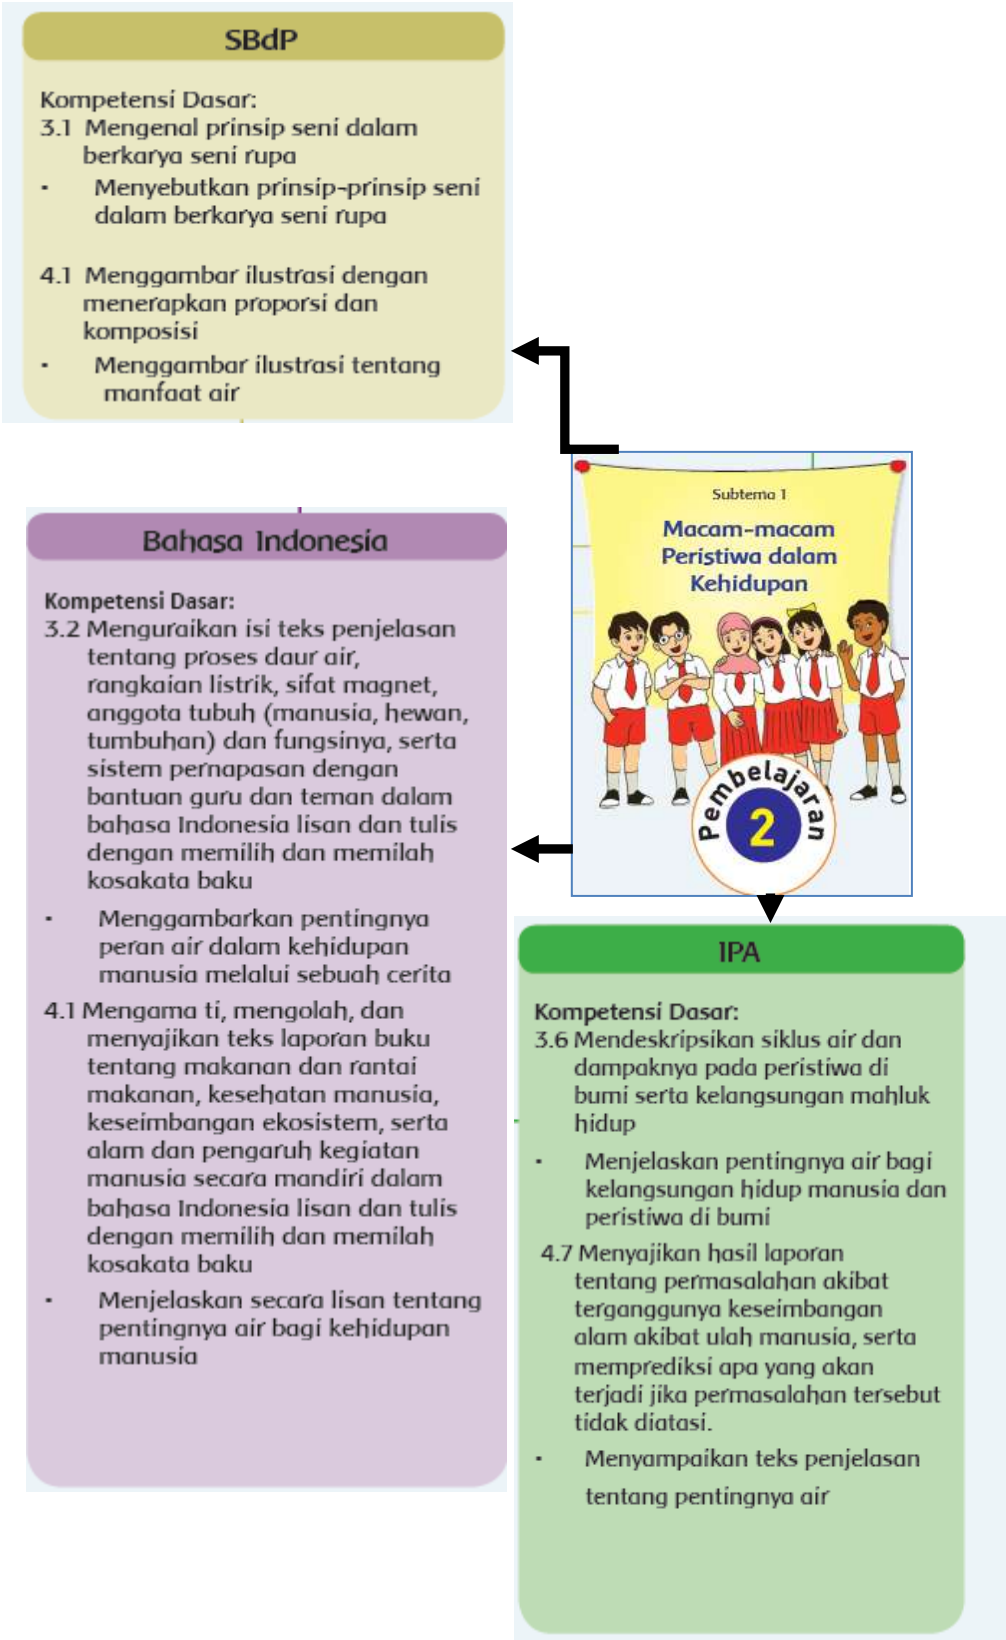 SBdP
Kompetensi Dasar:
3.1 Mengenal prinsip seni dalam
berkarya seni rupa
• Menyebutkan prinsip-prinsip seni
dalam berkarya seni rupa
4.1 Menggambar ilustrasi dengan
menerapkan proporsi dan
komposisi
• Menggambar ilustrasi tentang
manfaat air
Subtema 1
Macam-macam
Peristiwa dalam
Kehidupan
Pembelajaran
2
Bahasa Indonesia
Kompetensi Dasar:
3.2 Menguraikan isi teks penjelasan
tentang proses daur air,
rangkaian listrik, sifat magnet,
anggota tubuh (manusia, hewan,
tumbuhan) dan fungsinya, serta
sistem pernapasan dengan
bantuan guru dan teman dalam
bahasa Indonesia lisan dan tulis
dengan memilih dan memilah
kosakata baku
• Menggambarkan pentingnya
peran air dalam kehidupan
manusia melalui sebuah cerita
4.1 Mengama ti, mengolah, dan
menyajikan teks laporan buku
tentang makanan dan rantai
makanan, kesehatan manusia,
keseimbangan ekosistem, serta
alam dan pengaruh kegiatan
manusia secara mandiri dalam
bahasa Indonesia lisan dan tulis
dengan memilih dan memilah
kosakata baku
• Menjelaskan secara lisan tentang
pentingnya air bagi kehidupan
manusia
IPA
Kompetensi Dasar:
3.6 Mendeskripsikan siklus air dan
dampaknya pada peristiwa di
bumi serta kelangsungan mahluk
hidup
• Menjelaskan pentingnya air bagi
kelangsungan hidup manusia dan
peristiwa di bumi
4.7 Menyajikan hasil laporan
tentang permasalahan akibat
terganggunya keseimbangan
alam akibat ulah manusia, serta
memprediksi apa yang akan
terjadi jika permasalahan tersebut
tidak diatasi.
• Menyampaikan teks penjelasan
tentang pentingnya air